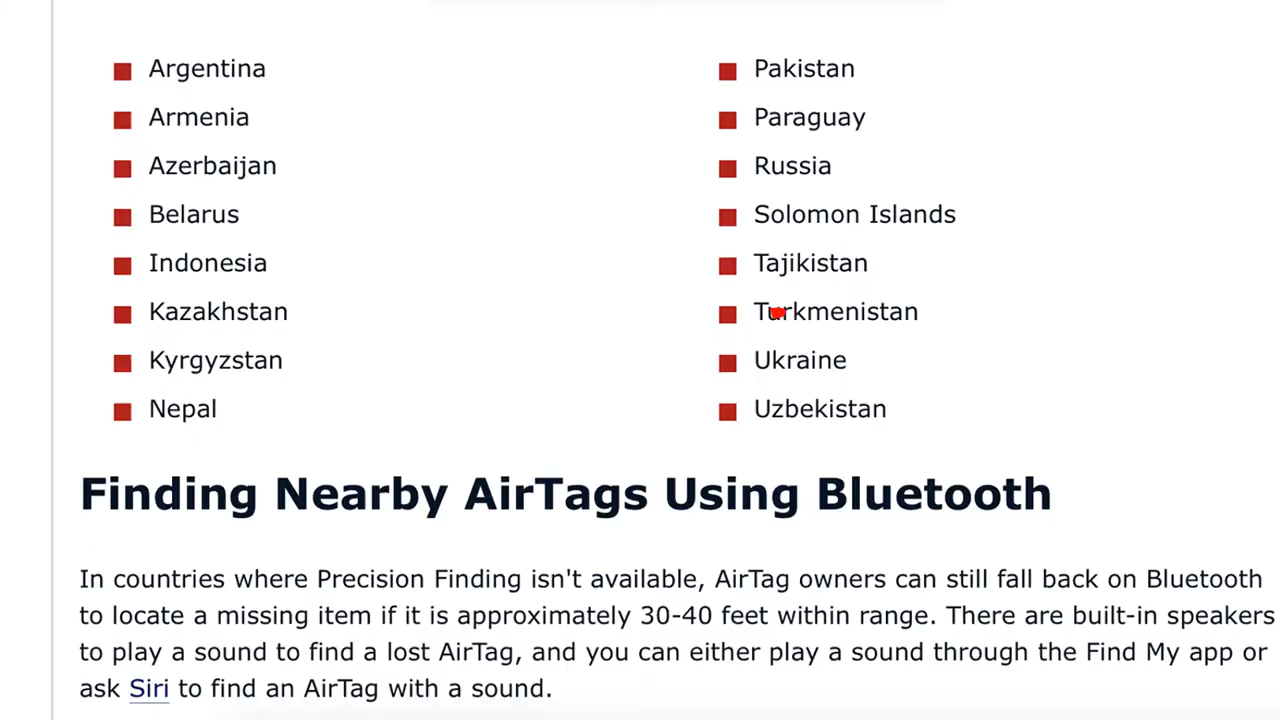 Argentina
Armenia
Azerbaijan
Belarus
Indonesia
Kazakhstan
Kyrgyzstan
Nepal
Pakistan
Paraguay
Russia
Solomon Islands
Tajikistan
Turkmenistan
Ukraine
Uzbekistan
Finding Nearby AirTags Using Bluetooth
In countries where Precision Finding isn't available, AirTag owners can still fall back on Bluetooth
to locate a missing item if it is approximately 30-40 feet within range. There are built-in speakers
to play a sound to find a lost AirTag, and you can either play a sound through the Find My app or
ask Siri to find an AirTag with a sound.